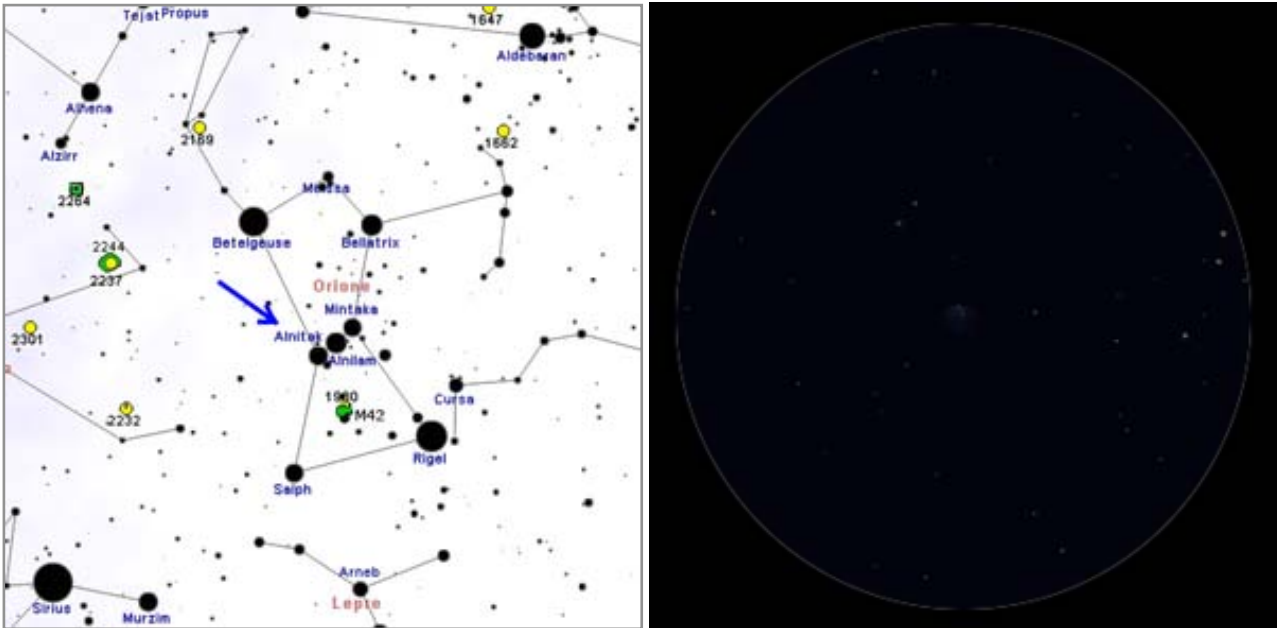 Tejat Propus
1647
Aldebaran
Alhena
2169
1662
Alzirr
2264
Meissa
Betelgeuse
Bellatrix
2244
2237
Orione
Mintaka
2301
Alnitak
Alnilam
1980
M42
Cursa
2232
Rigel
Saiph
Arneb
Lepre
Sirius
Murzim